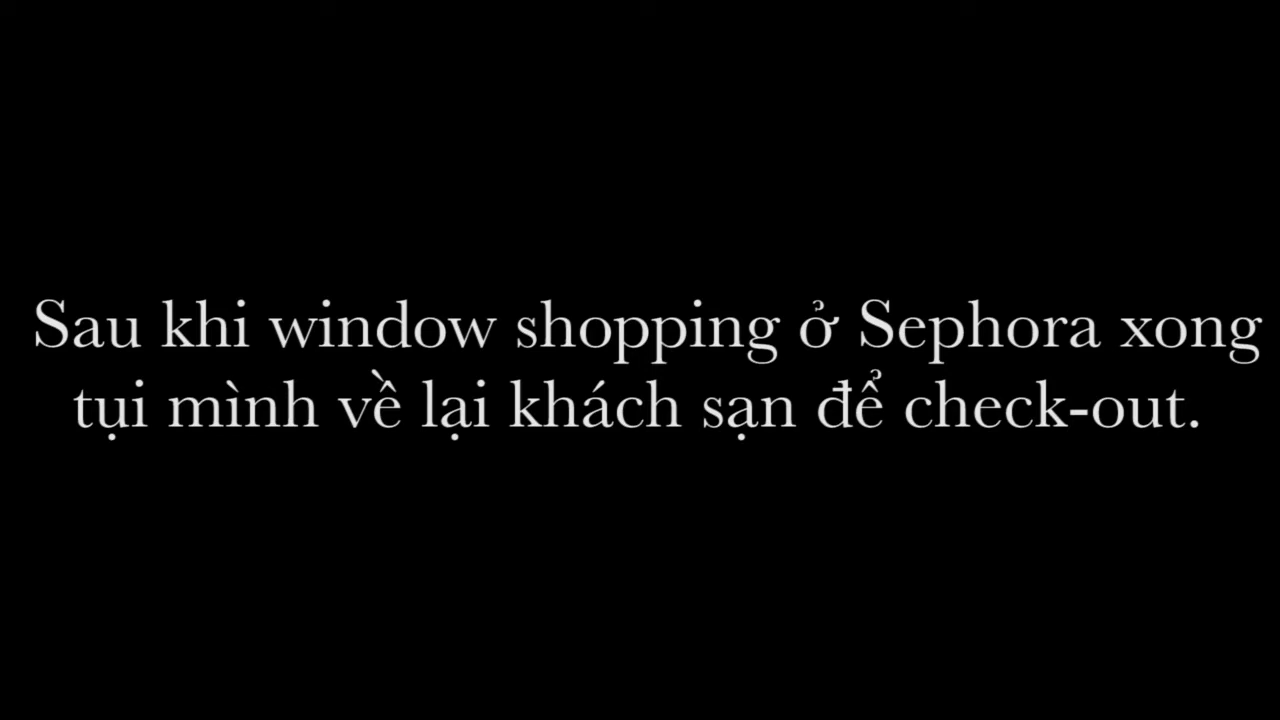 Sau khi window shopping ở Sephora xong
tụi mình về lại khách sạn để check-out.